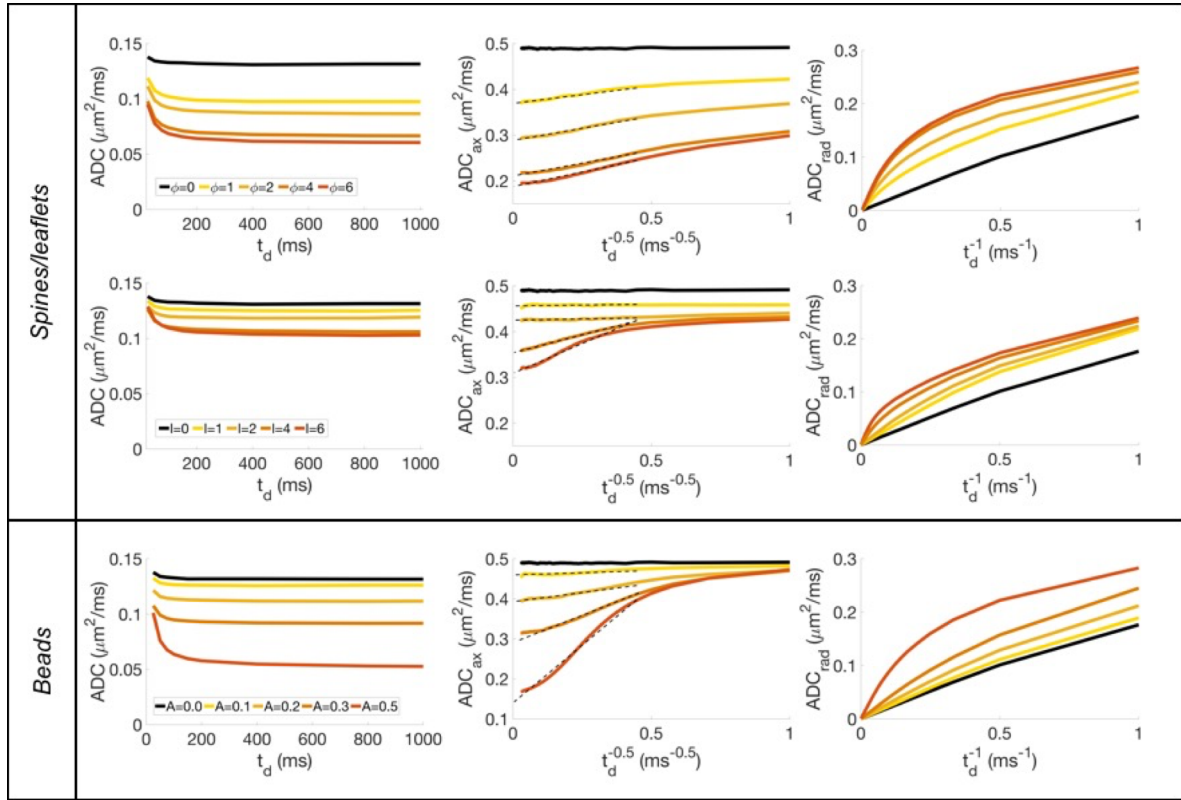 Spines/leaflets
0.15
0.1
0.05
0
ADC (μm²/ms)
ϕ=0 ϕ=1 ϕ=2 ϕ=4 ϕ=6
200 400 600 800 1000
t_d (ms)
0.5
0.4
0.3
0.2
ADC_ax (μm²/ms)
0 0.5 1
t_d^-0.5 (ms^-0.5)
0.3
0.2
0.1
0
ADC_rad (μm²/ms)
0 0.5 1
t_d^-1 (ms^-1)
0.15
0.1
0.05
0
ADC (μm²/ms)
l=0 l=1 l=2 l=4 l=6
200 400 600 800 1000
t_d (ms)
0.5
0.4
0.3
0.2
ADC_ax (μm²/ms)
0 0.5 1
t_d^-0.5 (ms^-0.5)
0.3
0.2
0.1
0
ADC_rad (μm²/ms)
0 0.5 1
t_d^-1 (ms^-1)
Beads
0.15
0.1
0.05
0
ADC (μm²/ms)
A=0.0 A=0.1 A=0.2 A=0.3 A=0.5
0 200 400 600 800 1000
t_d (ms)
0.5
0.4
0.3
0.2
0.1
ADC_ax (μm²/ms)
0 0.5 1
t_d^-0.5 (ms^-0.5)
0.3
0.2
0.1
0
ADC_rad (μm²/ms)
0 0.5 1
t_d^-1 (ms^-1)